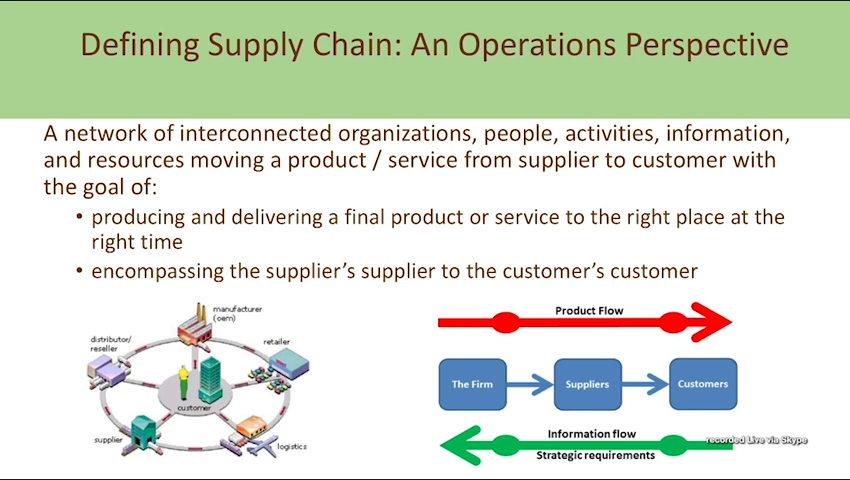 Defining Supply Chain: An Operations Perspective
A network of interconnected organizations, people, activities, information,
and resources moving a product / service from supplier to customer with
the goal of:
• producing and delivering a final product or service to the right place at the
right time
• encompassing the supplier’s supplier to the customer’s customer
manufacturer
(oem)
distributor/
reseller
retailer
customer
supplier
logistics
Product Flow
The Firm
Suppliers
Customers
Information flow
Strategic requirements
recorded Live via Skype